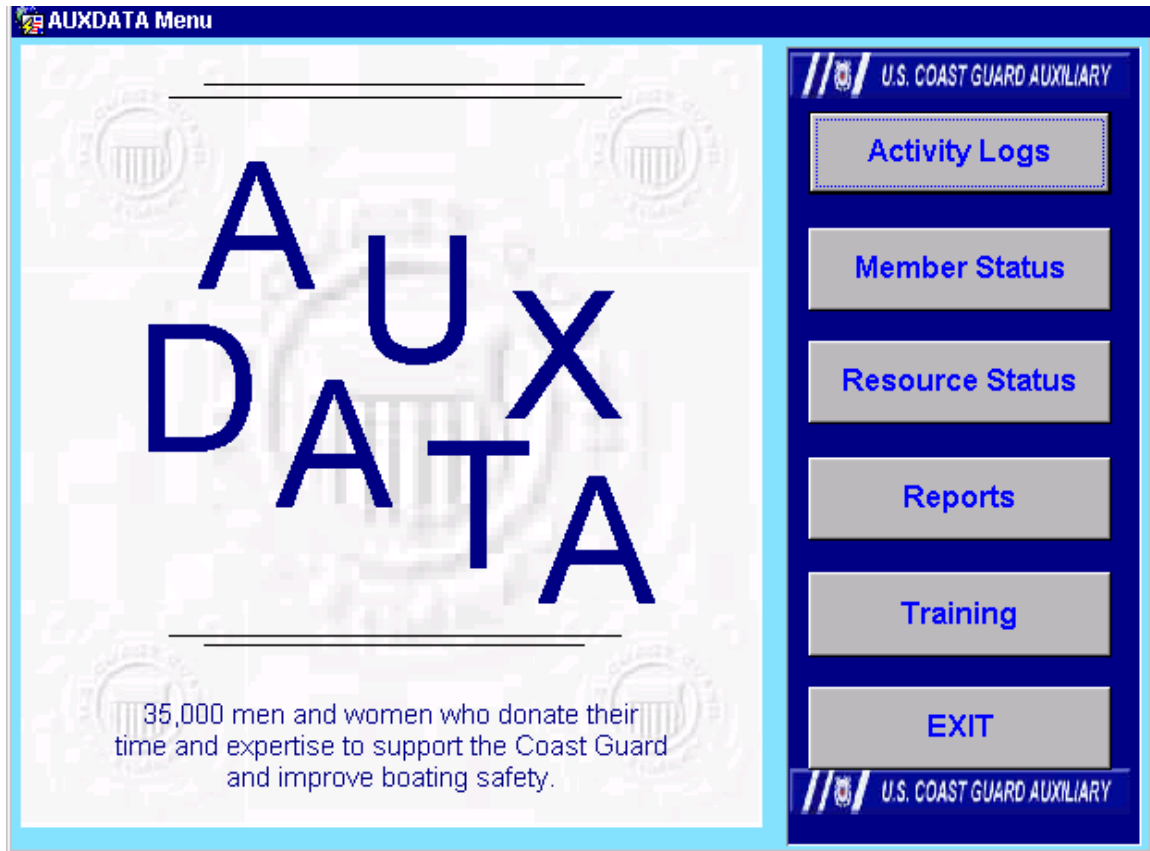 AUXDATA Menu
AUX
DATA
35,000 men and women who donate their
time and expertise to support the Coast Guard
and improve boating safety.
U.S. COAST GUARD AUXILIARY
Activity Logs
Member Status
Resource Status
Reports
Training
EXIT
U.S. COAST GUARD AUXILIARY